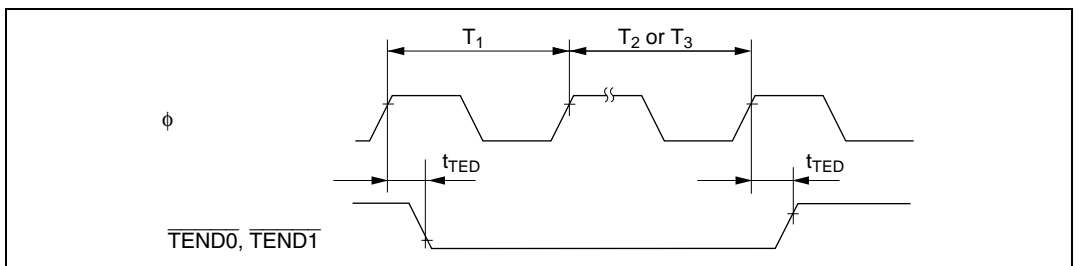 T₁ T₂ or T₃
φ
tTED tTED
TEND0, TEND1